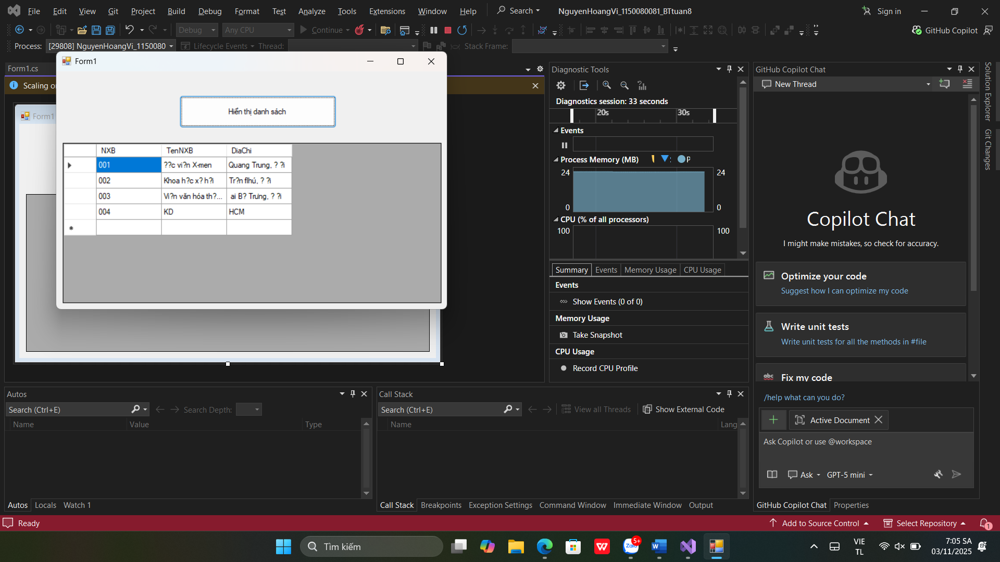 File Edit View Git Project Build Debug Format Test Analyze Tools Extensions Window Help Search NguyenHoangVi_1150080081_BTtuan8 Sign in
Debug Any CPU Continue GitHub Copilot
Process: [29808] NguyenHoangVi_1150080 Lifecycle Events Thread: Stack Frame:
Form1.cs
Scaling
Form1
Form1
Hiển thị danh sách
NXB TenNXB DiaChi
001 ??c vi?n X-men Quang Trung, ? ?i
002 Khoa h?c x? h?i Tr?n flhú, ? ?i
003 Vi?n văn hóa th?... ai B? Trưng, ? ?i
004 KD HCM
Diagnostic Tools
Diagnostics session: 33 seconds
20s 30s
Events
Process Memory (MB) P
24 24
0 0
CPU (% of all processors)
100 100
Summary Events Memory Usage CPU Usage
Events
Show Events (0 of 0)
Memory Usage
Take Snapshot
CPU Usage
Record CPU Profile
GitHub Copilot Chat
New Thread
Copilot Chat
I might make mistakes, so check for accuracy.
Optimize your code
Suggest how I can optimize my code
Write unit tests
Write unit tests for all the methods in #file
abc Fix my code
/help what can you do?
Active Document
Ask Copilot or use @workspace
Ask GPT-5 mini
GitHub Copilot Chat Properties
Solution Explorer
Git Changes
Autos
Search (Ctrl+E) Search Depth:
Name Value Type
Autos Locals Watch 1
Call Stack
Search (Ctrl+E) View all Threads Show External Code
Name Lang
Call Stack Breakpoints Exception Settings Command Window Immediate Window Output
Ready Add to Source Control Select Repository 1
Tìm kiếm Zalo 5+ W VIE 7:05 SA
TL 03/11/2025